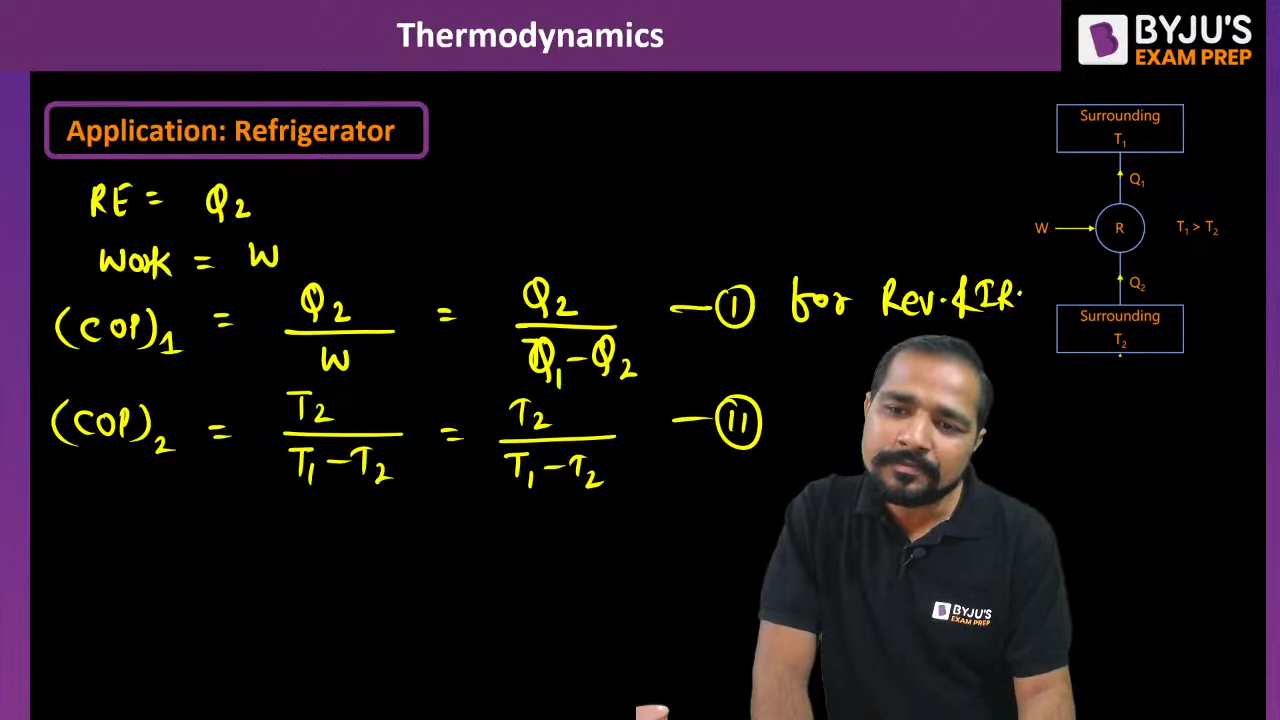 Thermodynamics
BYJU'S
EXAM PREP
Application: Refrigerator
RE = Q2
Work = W
(COP)1 = Q2 / W = Q2 / Q1 - Q2 — I for Rev. & IR.
(COP)2 = T2 / T1 - T2 = T2 / T1 - T2 — II
Surrounding
T1
Q1
W
R
T1 > T2
Q2
Surrounding
T2
BYJU'S
EXAM PREP